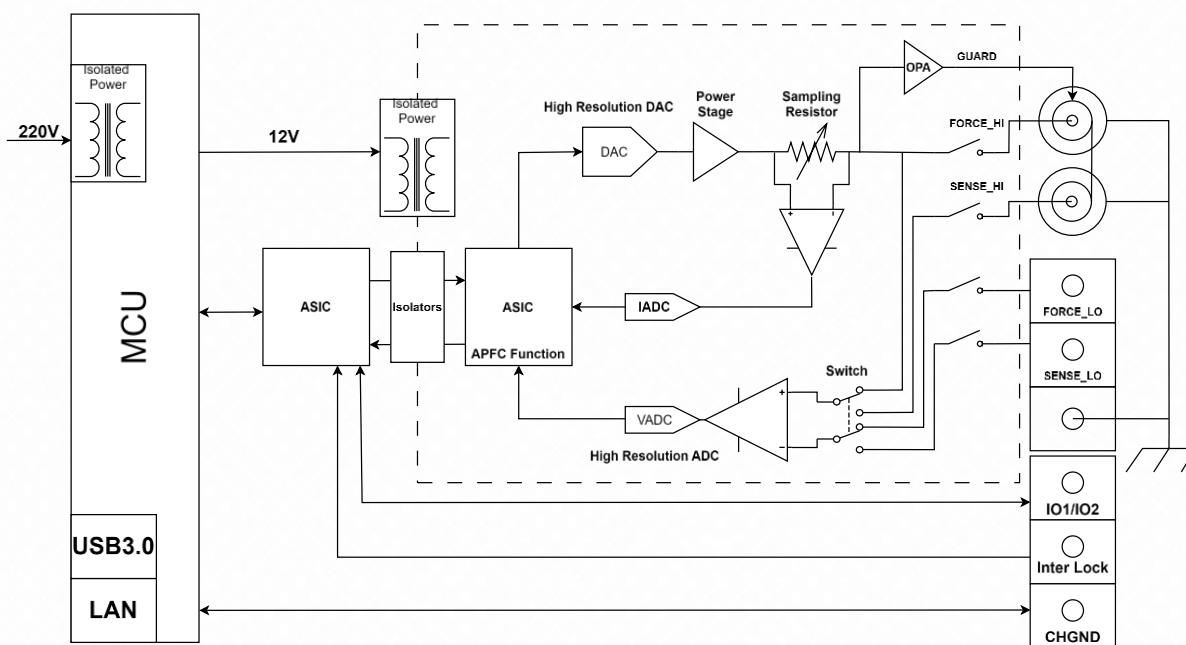 Isolated
Power
220V
MCU
USB3.0
LAN
12V
Isolated
Power
High Resolution DAC
DAC
Power
Stage
Sampling
Resistor
+
-
OPA
GUARD
FORCE_HI
SENSE_HI
ASIC
Isolators
ASIC
APFC Function
IADC
VADC
High Resolution ADC
+
−
Switch
FORCE_LO
SENSE_LO
IO1/IO2
Inter Lock
CHGND